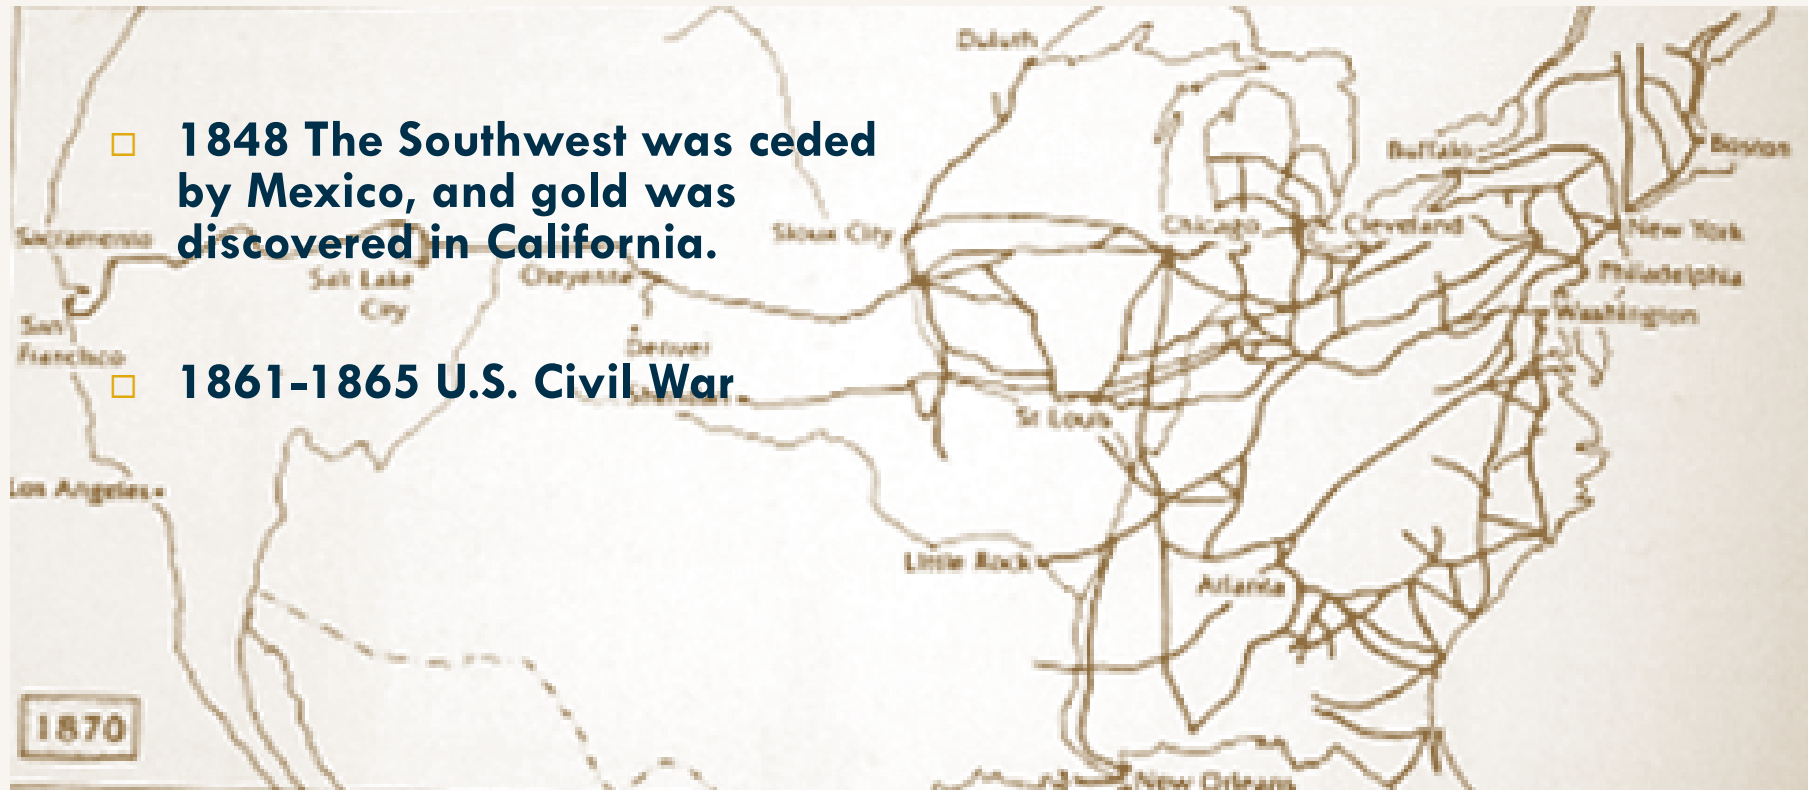 Duluth
1848 The Southwest was ceded
by Mexico, and gold was
discovered in California.
Buffalo
Boston
Sacramento
Sioux City
Chicago
Cleveland
New York
Salt Lake
City
Cheyenne
Philadelphia
Washington
San
Francisco
Denver
1861-1865 U.S. Civil War
St Louis
Los Angeles
Little Rock
Atlanta
1870
New Orleans